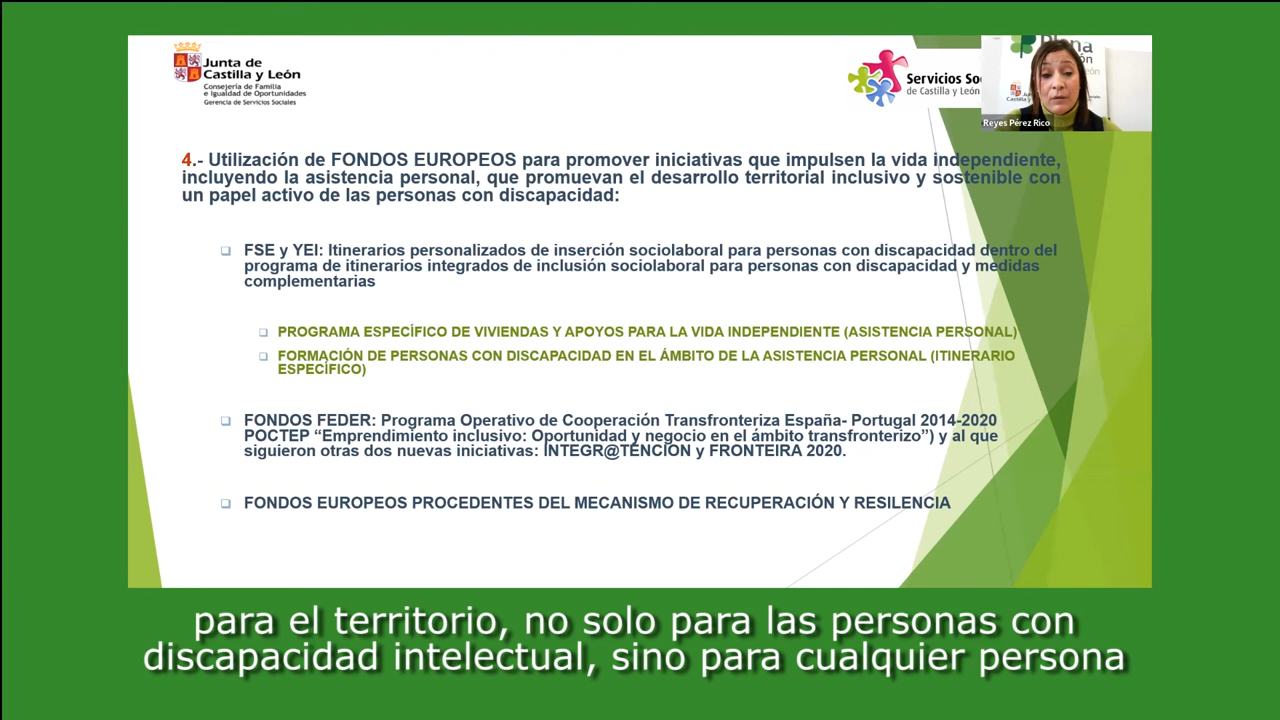 Junta de
Castilla y León
Consejería de Familia
e Igualdad de Oportunidades
Gerencia de Servicios Sociales
Servicios
de Castilla y León
Reyes Pérez Rico
4.- Utilización de FONDOS EUROPEOS para promover iniciativas que impulsen la vida independiente,
incluyendo la asistencia personal, que promuevan el desarrollo territorial inclusivo y sostenible con
un papel activo de las personas con discapacidad:
FSE y YEI: Itinerarios personalizados de inserción sociolaboral para personas con discapacidad dentro del
programa de itinerarios integrados de inclusión sociolaboral para personas con discapacidad y medidas
complementarias
PROGRAMA ESPECÍFICO DE VIVIENDAS Y APOYOS PARA LA VIDA INDEPENDIENTE (ASISTENCIA PERSONAL)
FORMACIÓN DE PERSONAS CON DISCAPACIDAD EN EL ÁMBITO DE LA ASISTENCIA PERSONAL (ITINERARIO
ESPECÍFICO)
FONDOS FEDER: Programa Operativo de Cooperación Transfronteriza España- Portugal 2014-2020
POCTEP “Emprendimiento inclusivo: Oportunidad y negocio en el ámbito transfronterizo”) y al que
siguieron otras dos nuevas iniciativas: INTEGR@TENCION y FRONTEIRA 2020.
FONDOS EUROPEOS PROCEDENTES DEL MECANISMO DE RECUPERACIÓN Y RESILENCIA
para el territorio, no solo para las personas con
discapacidad intelectual, sino para cualquier persona